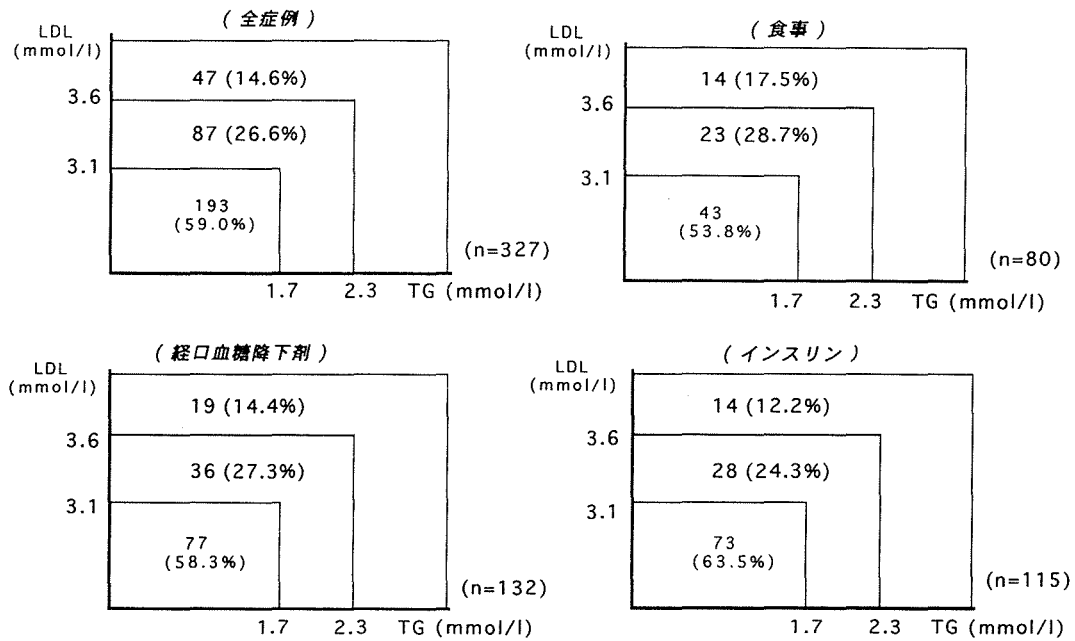 ( 全症例 )
LDL
(mmol/l)
47 (14.6%)
3.6
87 (26.6%)
3.1
193
(59.0%)
(n=327)
1.7 2.3 TG (mmol/l)
( 食事 )
LDL
(mmol/l)
14 (17.5%)
3.6
23 (28.7%)
3.1
43
(53.8%)
(n=80)
1.7 2.3 TG (mmol/l)
( 経口血糖降下剤 )
LDL
(mmol/l)
19 (14.4%)
3.6
36 (27.3%)
3.1
77
(58.3%)
(n=132)
1.7 2.3 TG (mmol/l)
( インスリン )
LDL
(mmol/l)
14 (12.2%)
3.6
28 (24.3%)
3.1
73
(63.5%)
(n=115)
1.7 2.3 TG (mmol/l)